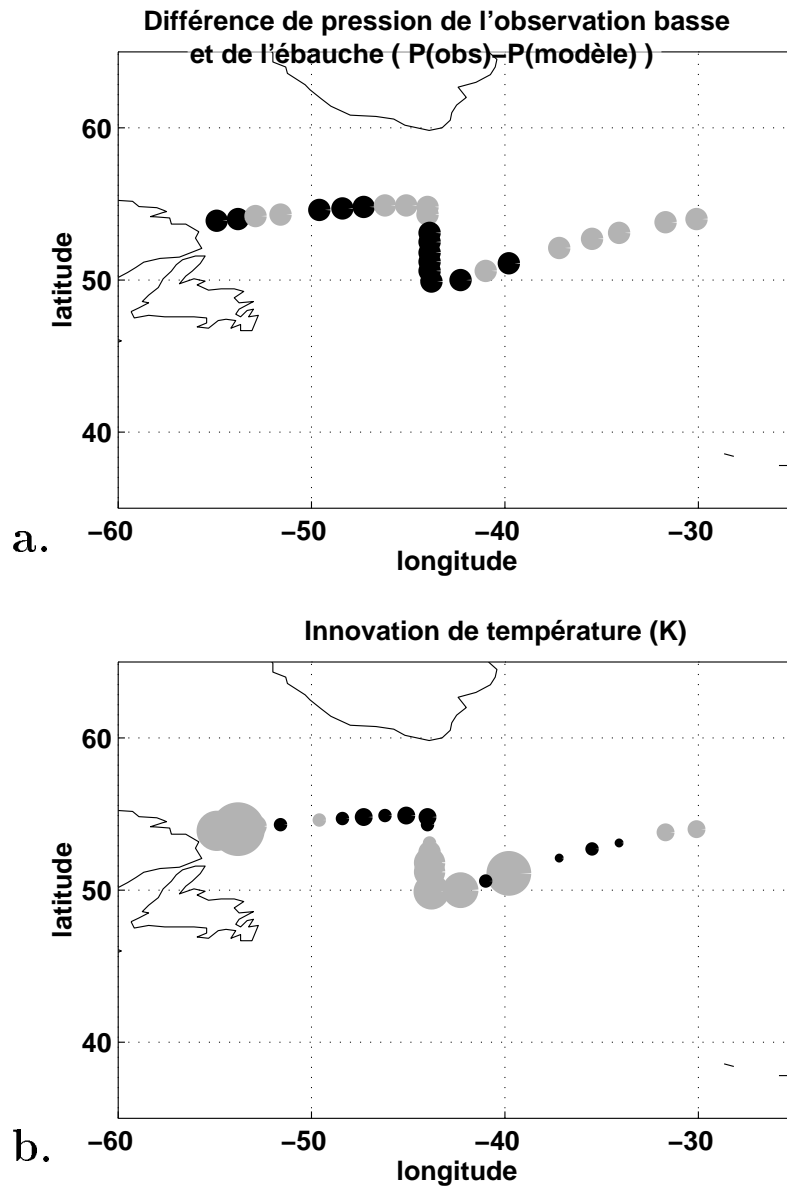 Différence de pression de l'observation basse
et de l'ébauche ( P(obs)−P(modèle) )
60
50
40
latitude
−60 −50 −40 −30
longitude
a.
Innovation de température (K)
60
50
40
latitude
−60 −50 −40 −30
longitude
b.